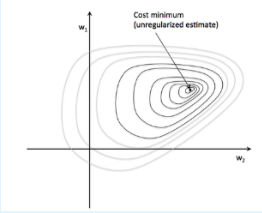 Cost minimum
(unregularized estimate)
w₁
w₂